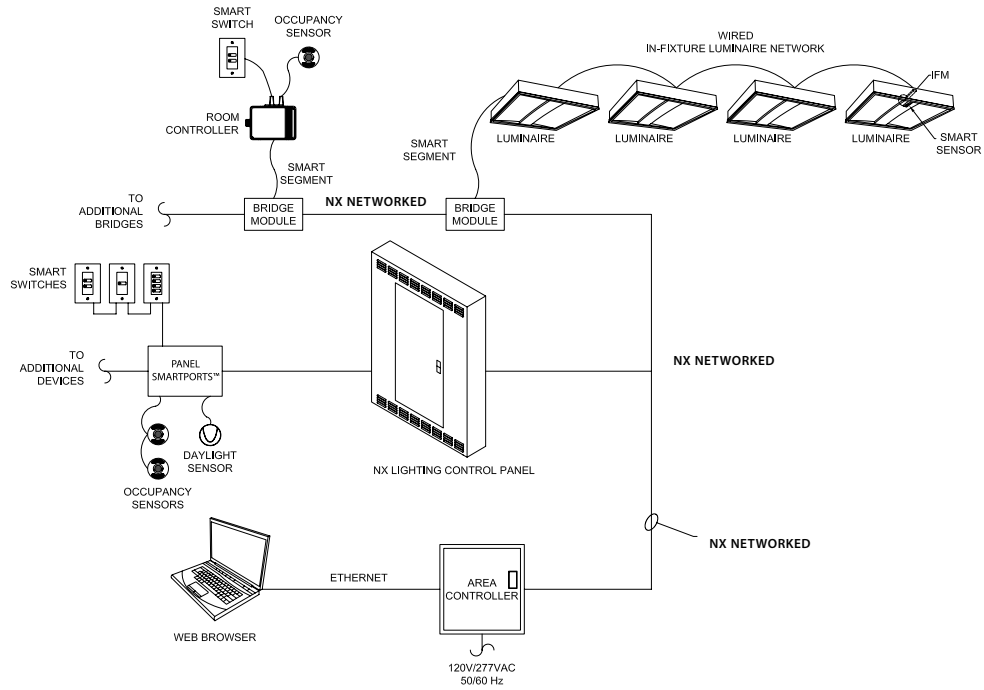 SMART
SWITCH
OCCUPANCY
SENSOR
WIRED
IN-FIXTURE LUMINAIRE NETWORK
IFM
ROOM
CONTROLLER
LUMINAIRE
LUMINAIRE
LUMINAIRE
LUMINAIRE
SMART
SENSOR
SMART
SEGMENT
SMART
SEGMENT
TO
ADDITIONAL
BRIDGES
BRIDGE
MODULE
NX NETWORKED
BRIDGE
MODULE
SMART
SWITCHES
TO
ADDITIONAL
DEVICES
PANEL
SMARTPORTS™
NX NETWORKED
DAYLIGHT
SENSOR
OCCUPANCY
SENSORS
NX LIGHTING CONTROL PANEL
NX NETWORKED
ETHERNET
AREA
CONTROLLER
WEB BROWSER
120V/277VAC
50/60 Hz